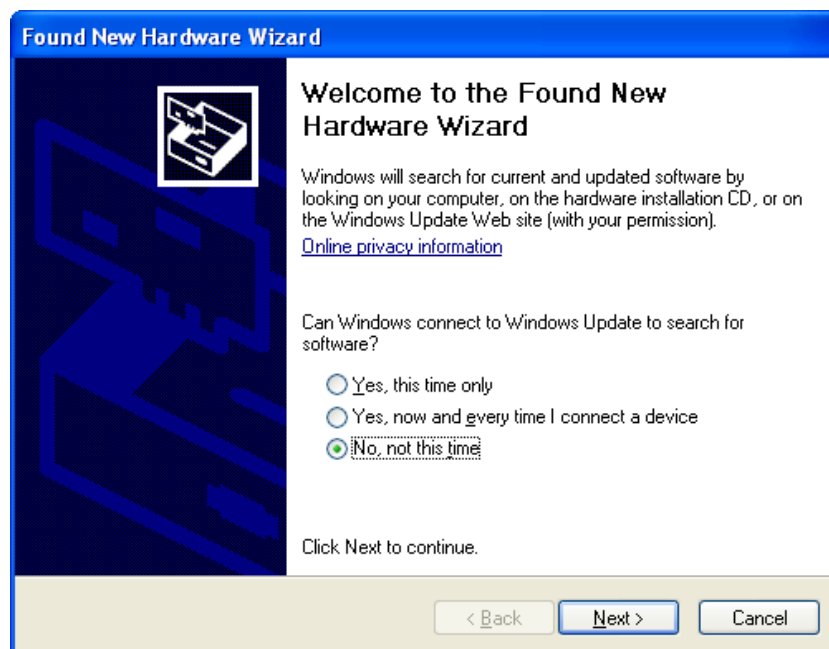 Found New Hardware Wizard
Welcome to the Found New
Hardware Wizard
Windows will search for current and updated software by
looking on your computer, on the hardware installation CD, or on
the Windows Update Web site (with your permission).
Online privacy information
Can Windows connect to Windows Update to search for
software?
Yes, this time only
Yes, now and every time I connect a device
No, not this time
Click Next to continue.
< Back Next > Cancel